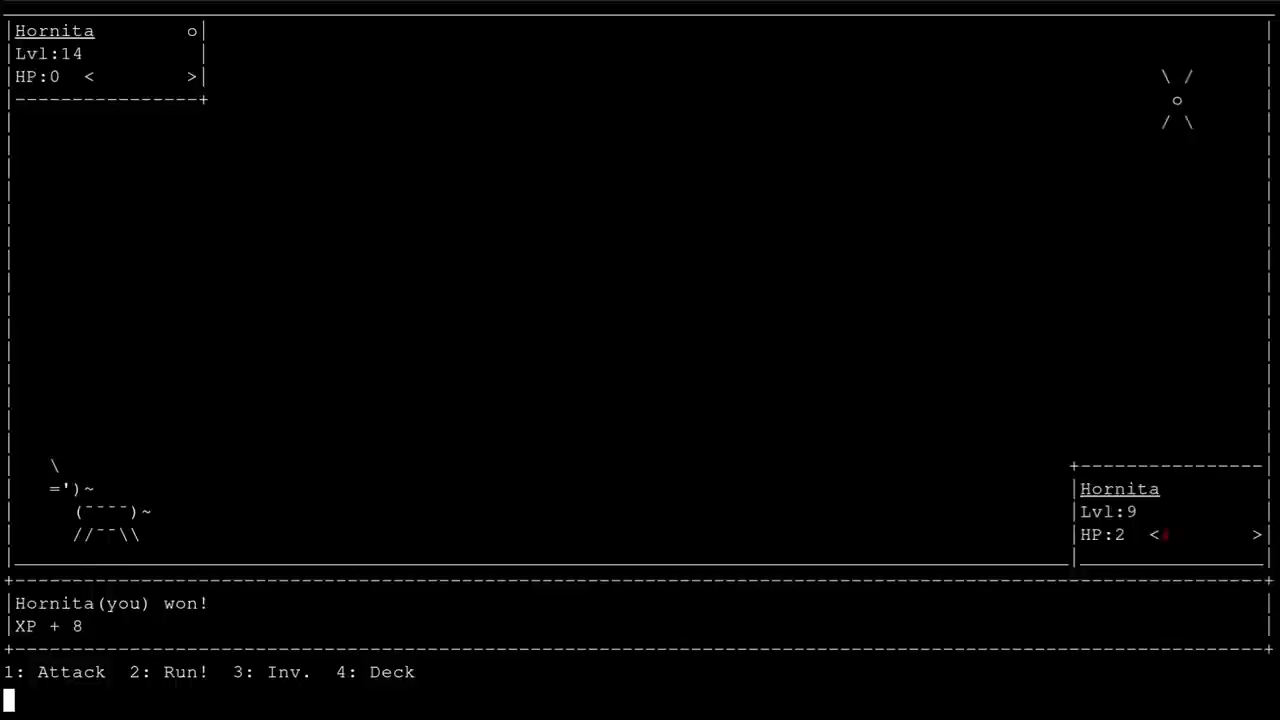 Hornita o
Lvl:14
HP:0 < >
\ /
o
/ \
\
=')~
(¯¯¯¯)~
//¯¯\\
Hornita
Lvl:9
HP:2 < >
Hornita(you) won!
XP + 8
1: Attack 2: Run! 3: Inv. 4: Deck